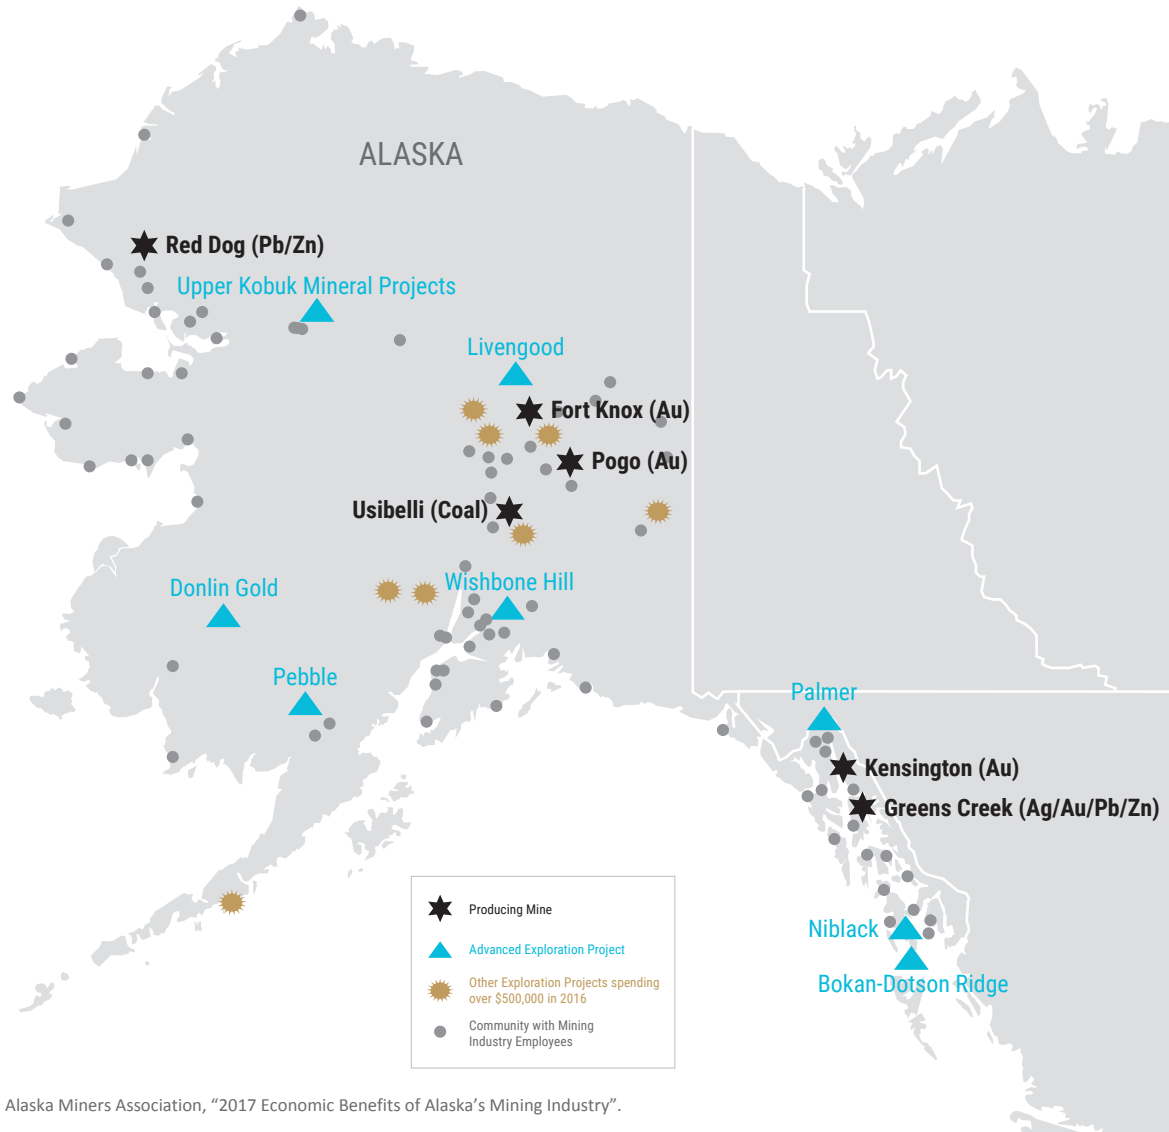 ALASKA
Red Dog (Pb/Zn)
Upper Kobuk Mineral Projects
Livengood
Fort Knox (Au)
Pogo (Au)
Usibelli (Coal)
Wishbone Hill
Donlin Gold
Pebble
Palmer
Kensington (Au)
Greens Creek (Ag/Au/Pb/Zn)
Niblack
Bokan-Dotson Ridge
Producing Mine
Advanced Exploration Project
Other Exploration Projects spending
over $500,000 in 2016
Community with Mining
Industry Employees
Alaska Miners Association, “2017 Economic Benefits of Alaska’s Mining Industry”.